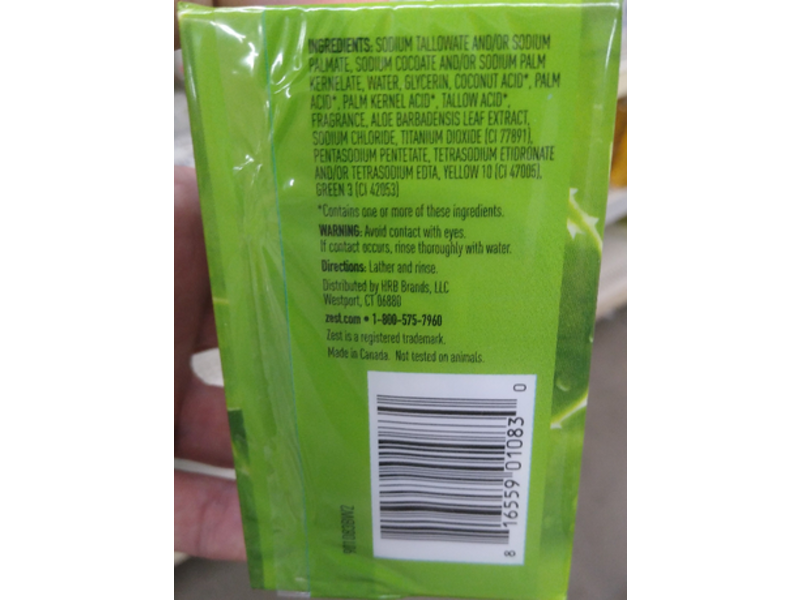 INGREDIENTS: SODIUM TALLOWATE AND/OR SODIUM
PALMATE, SODIUM COCOATE AND/OR SODIUM PALM
KERNELATE, WATER, GLYCERIN, COCONUT ACID*, PALM
ACID*, PALM KERNEL ACID*, TALLOW ACID*,
FRAGRANCE, ALOE BARBADENSIS LEAF EXTRACT,
SODIUM CHLORIDE, TITANIUM DIOXIDE (CI 77891),
PENTASODIUM PENTETATE, TETRASODIUM ETIDRONATE
AND/OR TETRASODIUM EDTA, YELLOW 10 (CI 47005),
GREEN 3 (CI 42053)
*Contains one or more of these ingredients.
WARNING: Avoid contact with eyes.
If contact occurs, rinse thoroughly with water.
Directions: Lather and rinse.
Distributed by HRB Brands, LLC
Westport, CT 06880
zest.com • 1-800-575-7960
Zest is a registered trademark.
Made in Canada. Not tested on animals.
8 16559 01083 0